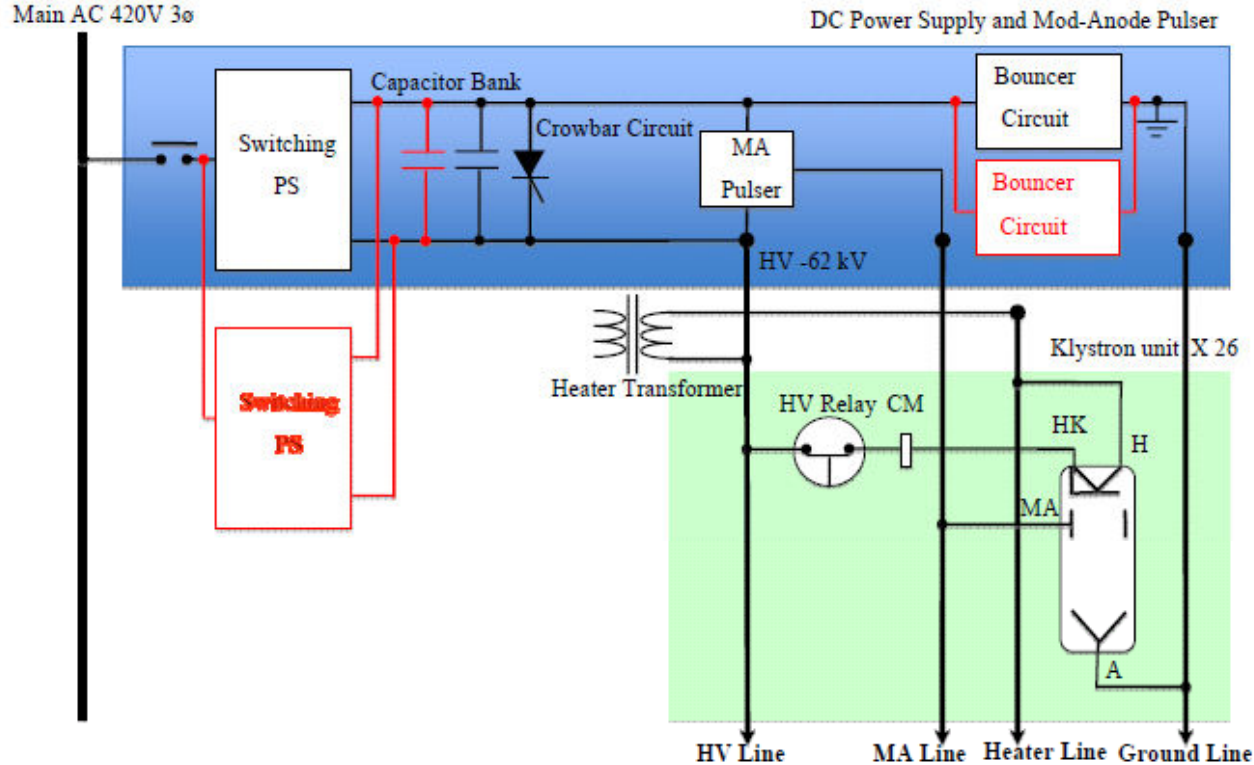 Main AC 420V 3ø
DC Power Supply and Mod-Anode Pulser
Capacitor Bank
Bouncer
Circuit
Switching
PS
Crowbar Circuit
MA
Pulser
Bouncer
Circuit
HV -62 kV
Klystron unit X 26
Heater Transformer
Switching
PS
HV Relay CM
HK
H
MA
A
HV Line
MA Line
Heater Line
Ground Line